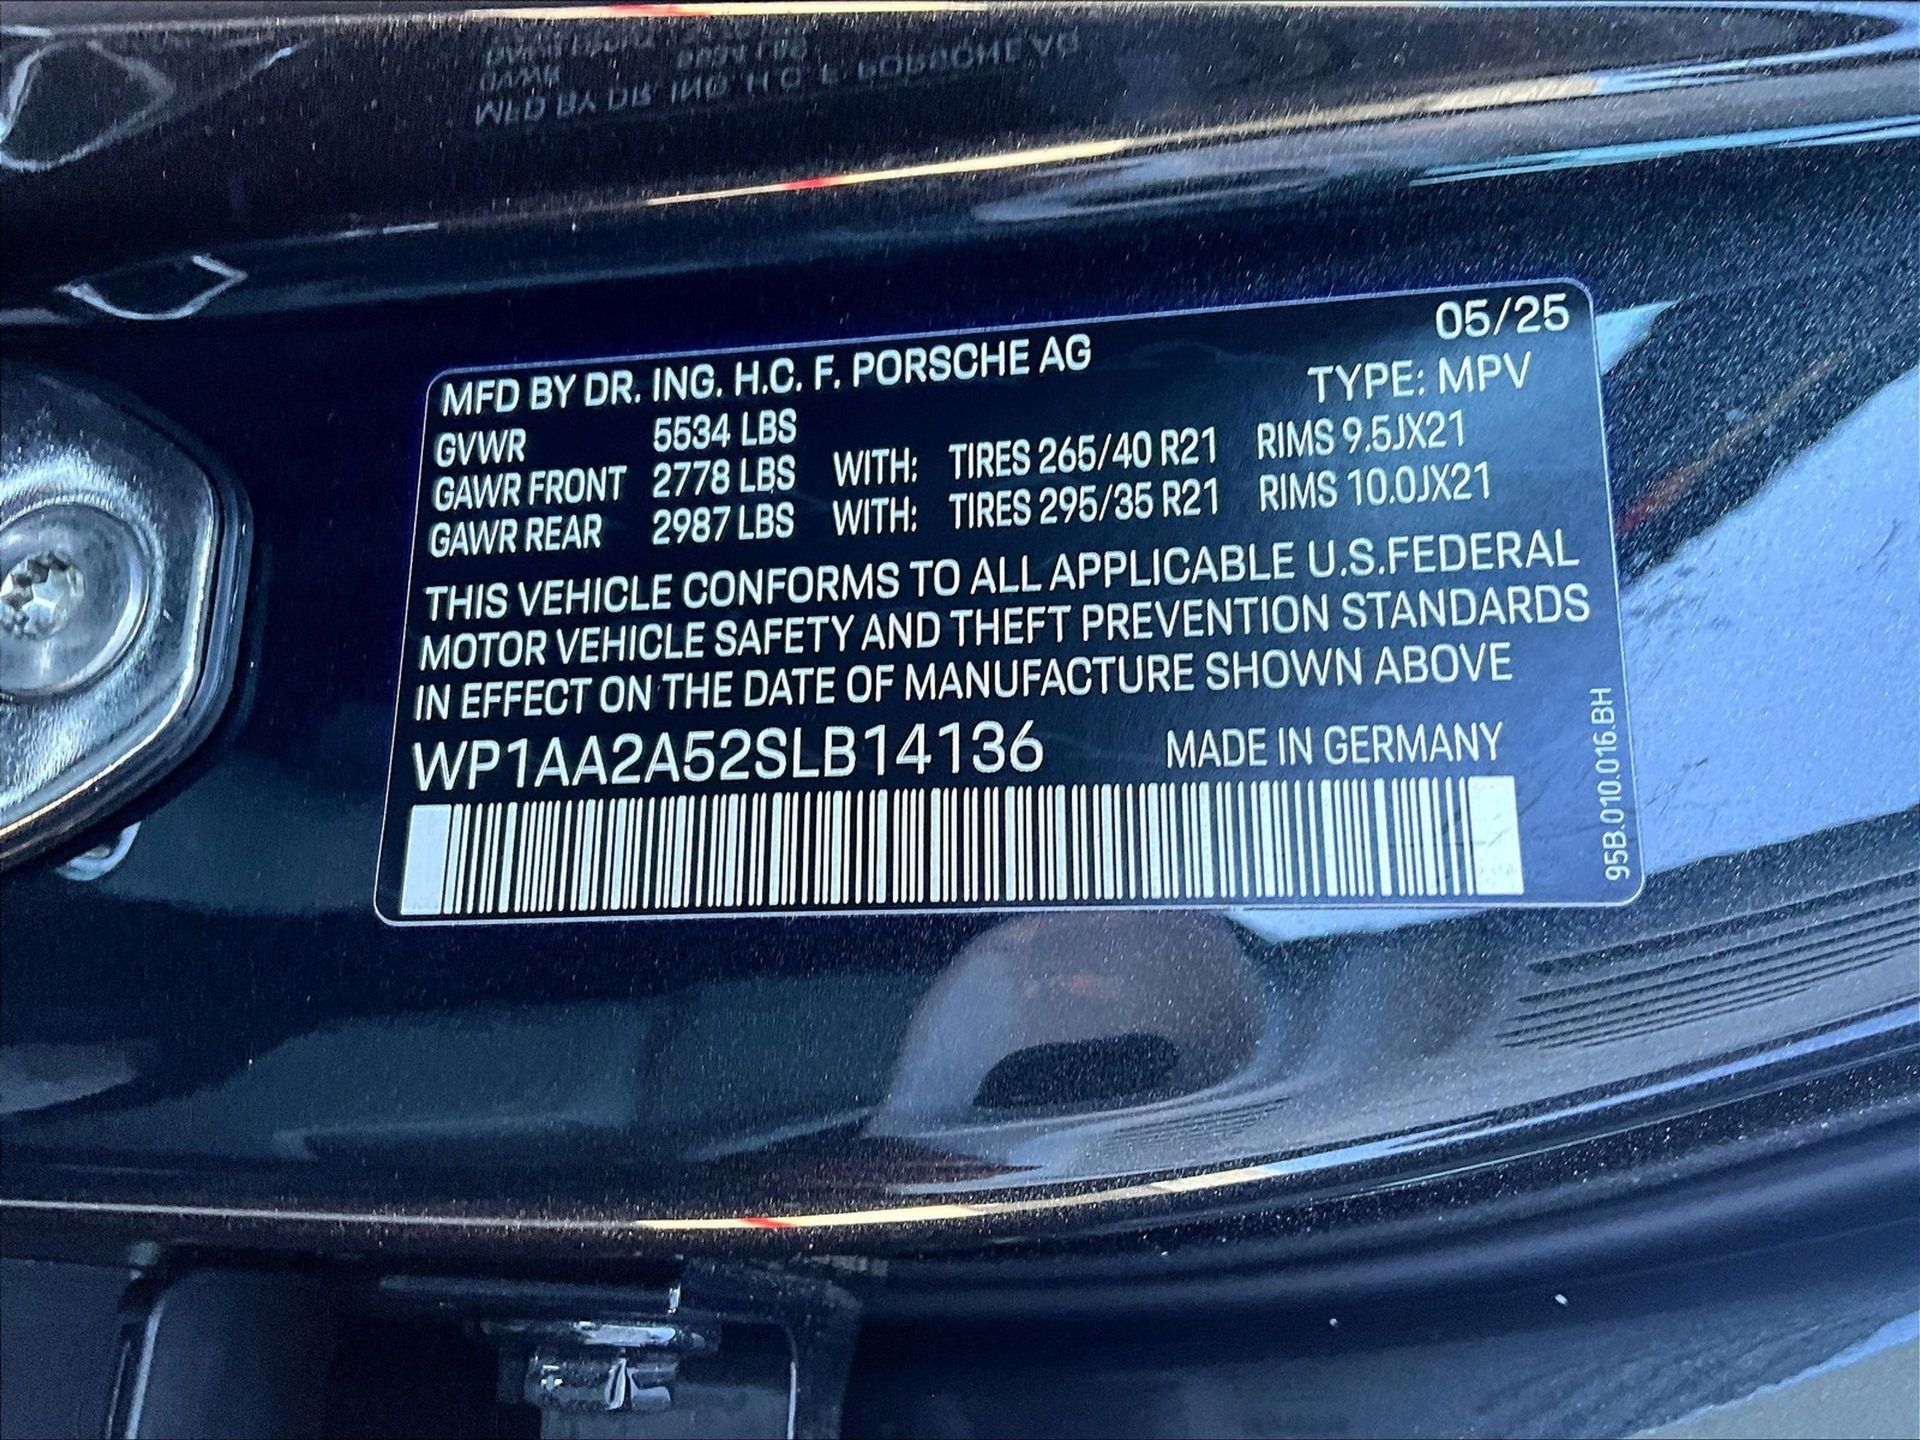 05/25
MFD BY DR. ING. H.C. F. PORSCHE AG TYPE: MPV
GVWR 5534 LBS
GAWR FRONT 2778 LBS WITH: TIRES 265/40 R21 RIMS 9.5JX21
GAWR REAR 2987 LBS WITH: TIRES 295/35 R21 RIMS 10.0JX21
THIS VEHICLE CONFORMS TO ALL APPLICABLE U.S.FEDERAL
MOTOR VEHICLE SAFETY AND THEFT PREVENTION STANDARDS
IN EFFECT ON THE DATE OF MANUFACTURE SHOWN ABOVE
WP1AA2A52SLB14136 MADE IN GERMANY
95B.010.016.BH